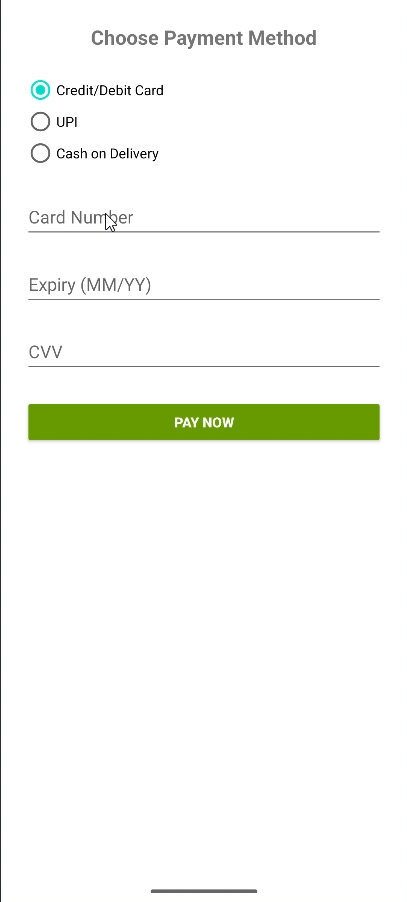 Choose Payment Method
Credit/Debit Card
UPI
Cash on Delivery
Card Number
Expiry (MM/YY)
CVV
PAY NOW